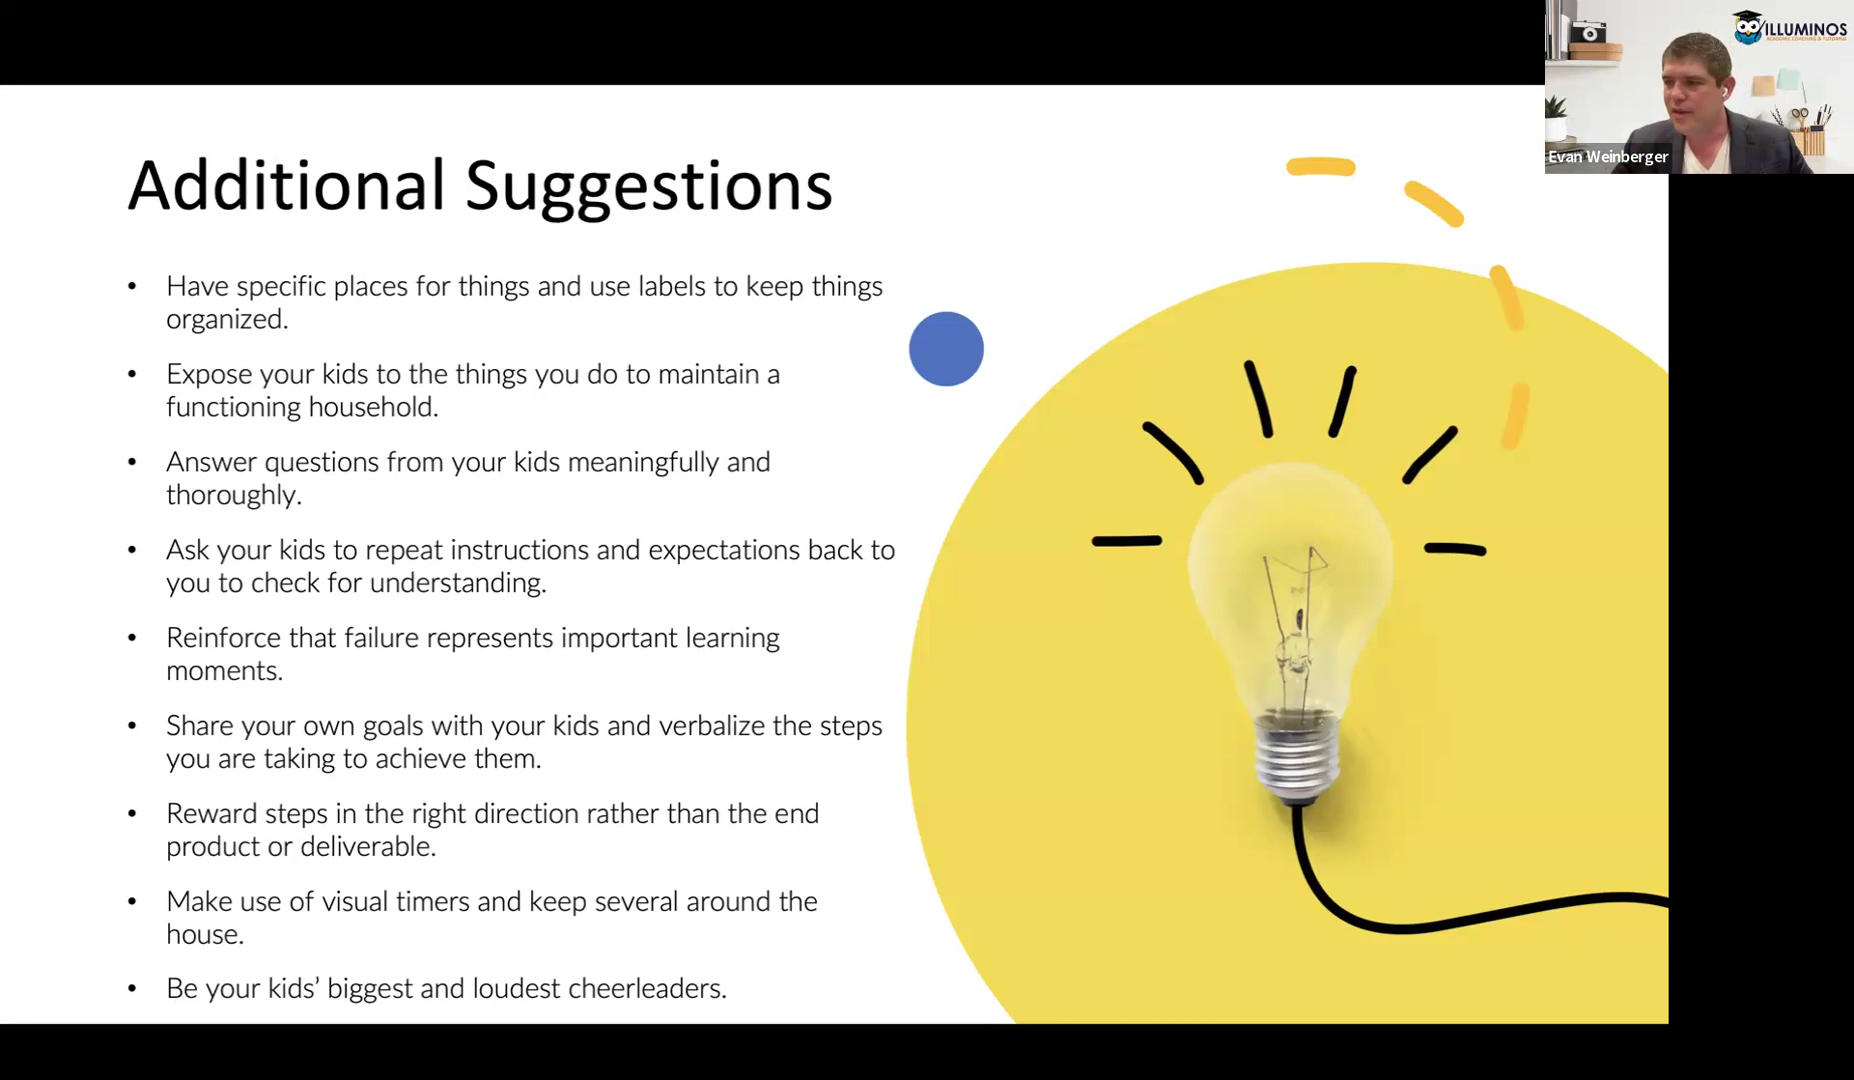 ILLUMINOS
ACADEMIC COACHING & TUTORING
Evan Weinberger
Additional Suggestions
• Have specific places for things and use labels to keep things
organized.
• Expose your kids to the things you do to maintain a
functioning household.
• Answer questions from your kids meaningfully and
thoroughly.
• Ask your kids to repeat instructions and expectations back to
you to check for understanding.
• Reinforce that failure represents important learning
moments.
• Share your own goals with your kids and verbalize the steps
you are taking to achieve them.
• Reward steps in the right direction rather than the end
product or deliverable.
• Make use of visual timers and keep several around the
house.
• Be your kids’ biggest and loudest cheerleaders.